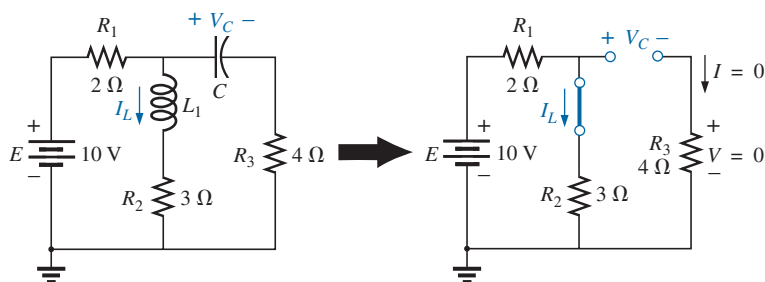 + V_C −
R_1
2 Ω
C
I_L
L_1
+
E
10 V
−
R_3
4 Ω
R_2
3 Ω
+ V_C −
R_1
2 Ω
I = 0
I_L
+
E
10 V
−
R_3
4 Ω
+
V = 0
−
R_2
3 Ω